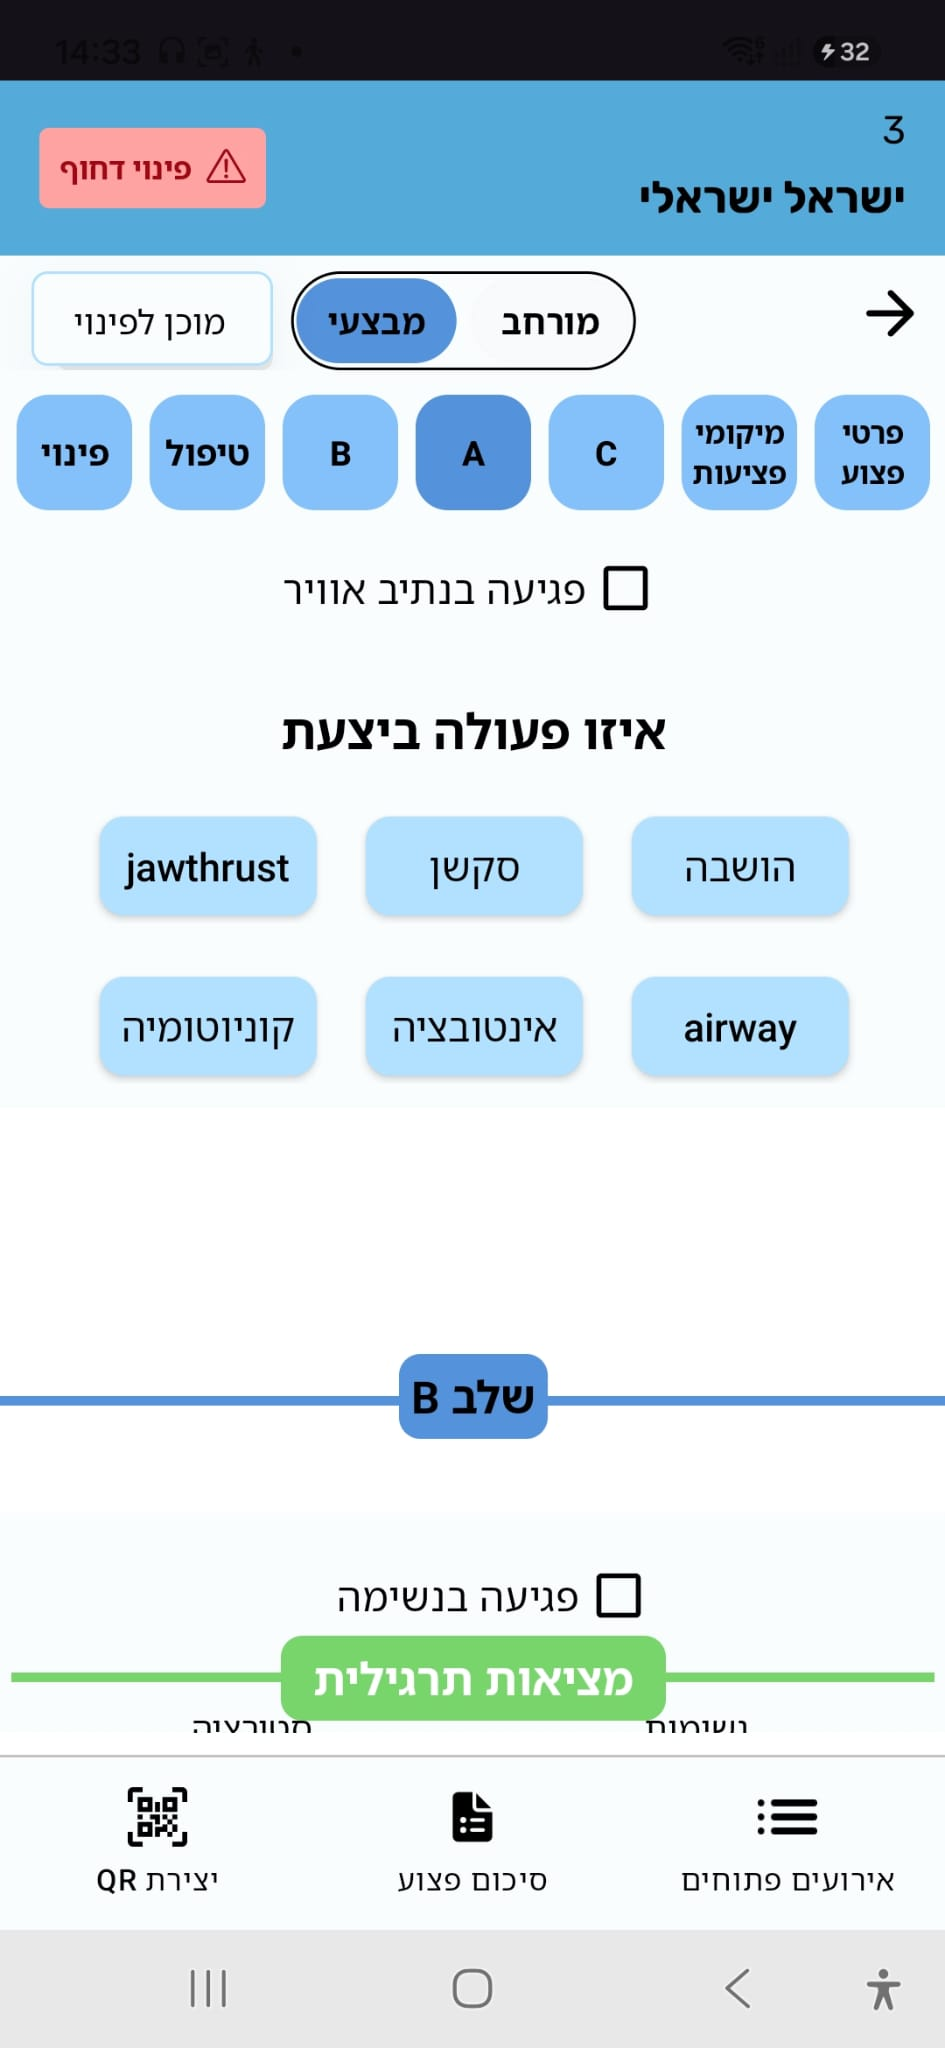 14:33
32
3
ישראל ישראלי
פינוי דחוף
מורחב
מבצעי
מוכן לפינוי
פרטי פצוע
מיקומי פציעות
C
A
B
טיפול
פינוי
פגיעה בנתיב אוויר
איזו פעולה ביצעת
הושבה
סקשן
jawthrust
airway
אינטובציה
קוניוטומיה
שלב B
פגיעה בנשימה
מציאות תרגילית
נשימות
סטורציה
אירועים פתוחים
סיכום פצוע
יצירת QR